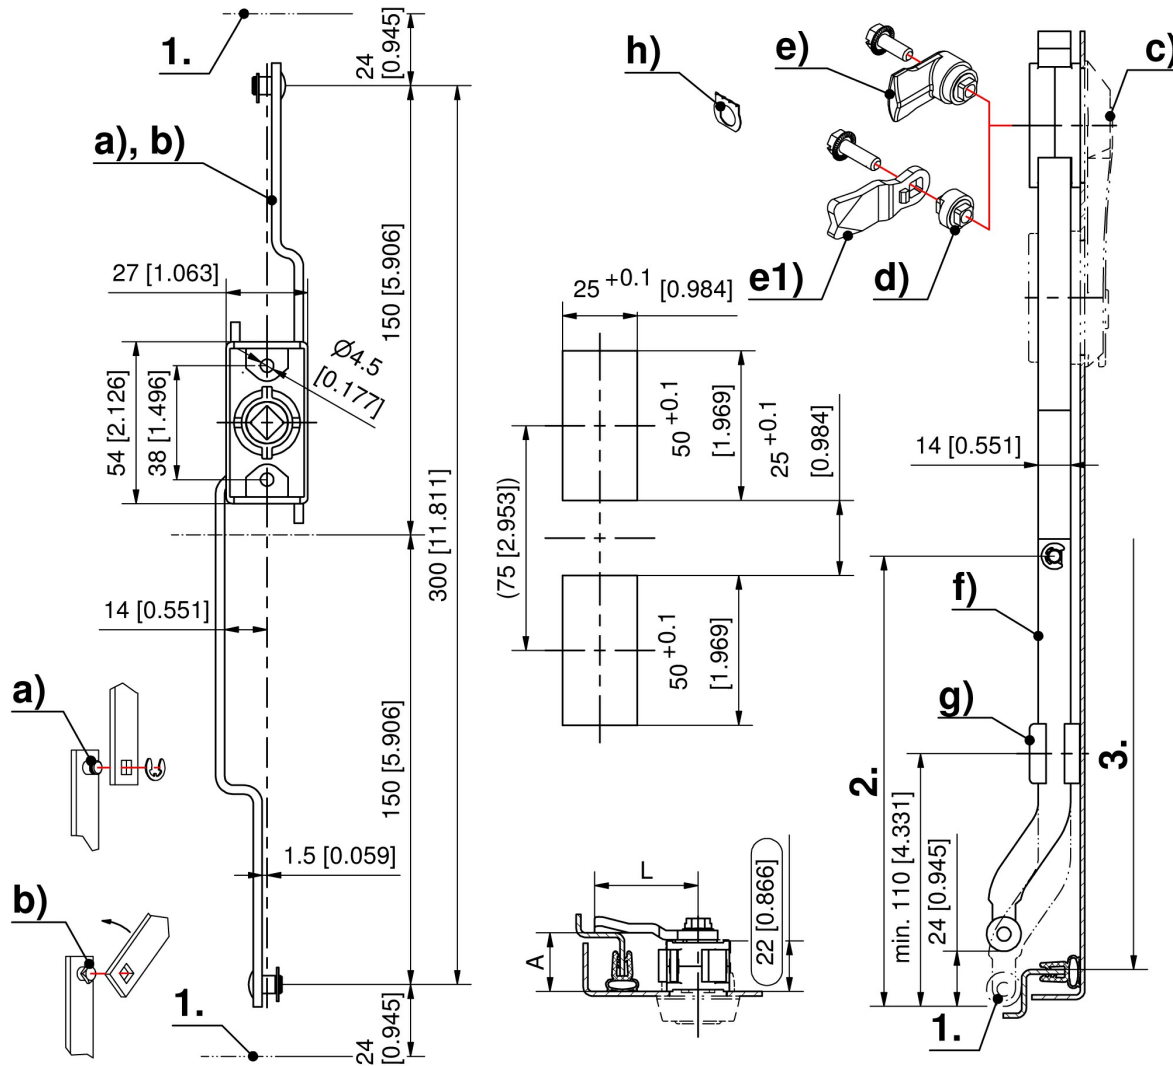 1.
24
[0.945]
a), b)
27 [1.063]
150 [5.906]
Ø4.5
[0.177]
54 [2.126]
38 [1.496]
300 [11.811]
14 [0.551]
a)
150 [5.906]
1.5 [0.059]
b)
1.
24
[0.945]
h)
e)
c)
e1)
d)
25 +0.1 [0.984]
50 +0.1
[1.969]
25 +0.1
[0.984]
(75 [2.953])
50 +0.1
[1.969]
L
A
22 [0.866]
14 [0.551]
f)
g)
2.
3.
min. 110 [4.331]
24 [0.945]
1.